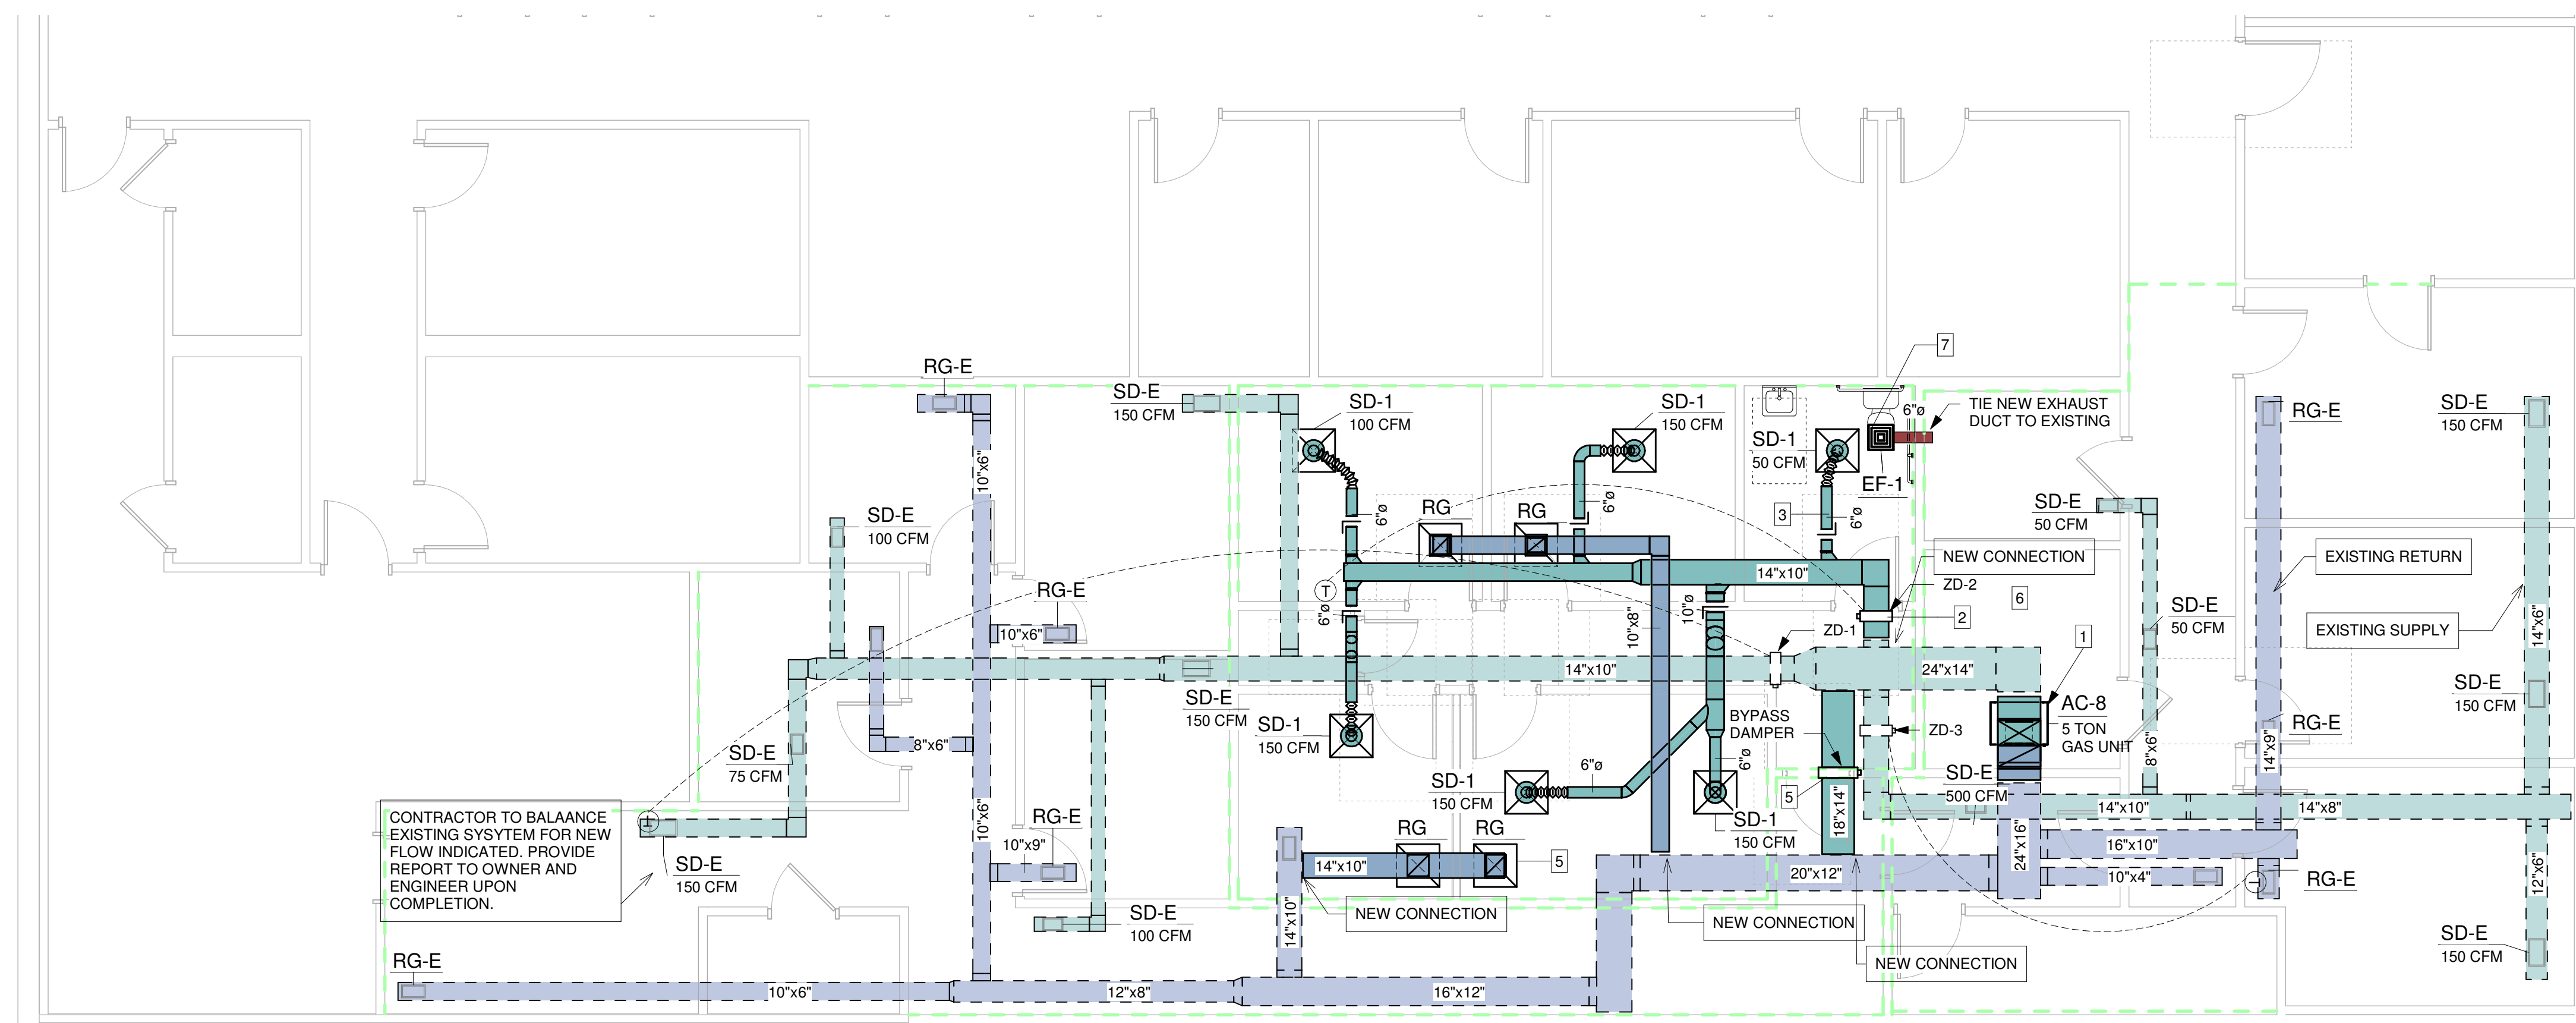 7
RG-E
SD-E
150 CFM
SD-1
100 CFM
SD-1
150 CFM
6"ø
TIE NEW EXHAUST
DUCT TO EXISTING
RG-E
SD-E
150 CFM
SD-1
50 CFM
EF-1
10"x6"
SD-E
100 CFM
6"ø
RG
RG
6"ø
3
6"ø
SD-E
50 CFM
NEW CONNECTION
EXISTING RETURN
RG-E
10"x6"
T
6"ø
10"x8"
10"ø
14"x10"
ZD-2
2
6
SD-E
50 CFM
1
EXISTING SUPPLY
14"x6"
ZD-1
14"x10"
24"x14"
SD-E
150 CFM
SD-1
150 CFM
BYPASS
DAMPER
ZD-3
AC-8
5 TON
GAS UNIT
8"x6"
RG-E
14"x9"
SD-E
150 CFM
8"x6"
SD-E
75 CFM
SD-1
150 CFM
6"ø
6"ø
5
18"x14"
SD-E
500 CFM
14"x10"
14"x8"
CONTRACTOR TO BALAANCE
EXISTING SYSYTEM FOR NEW
FLOW INDICATED. PROVIDE
REPORT TO OWNER AND
ENGINEER UPON
COMPLETION.
T
SD-E
150 CFM
10"x6"
RG-E
10"x9"
RG
RG
14"x10"
5
SD-1
150 CFM
20"x12"
24"x16"
16"x10"
10"x4"
T
RG-E
12"x6"
SD-E
100 CFM
14"x10"
NEW CONNECTION
NEW CONNECTION
NEW CONNECTION
SD-E
150 CFM
RG-E
10"x6"
12"x8"
16"x12"